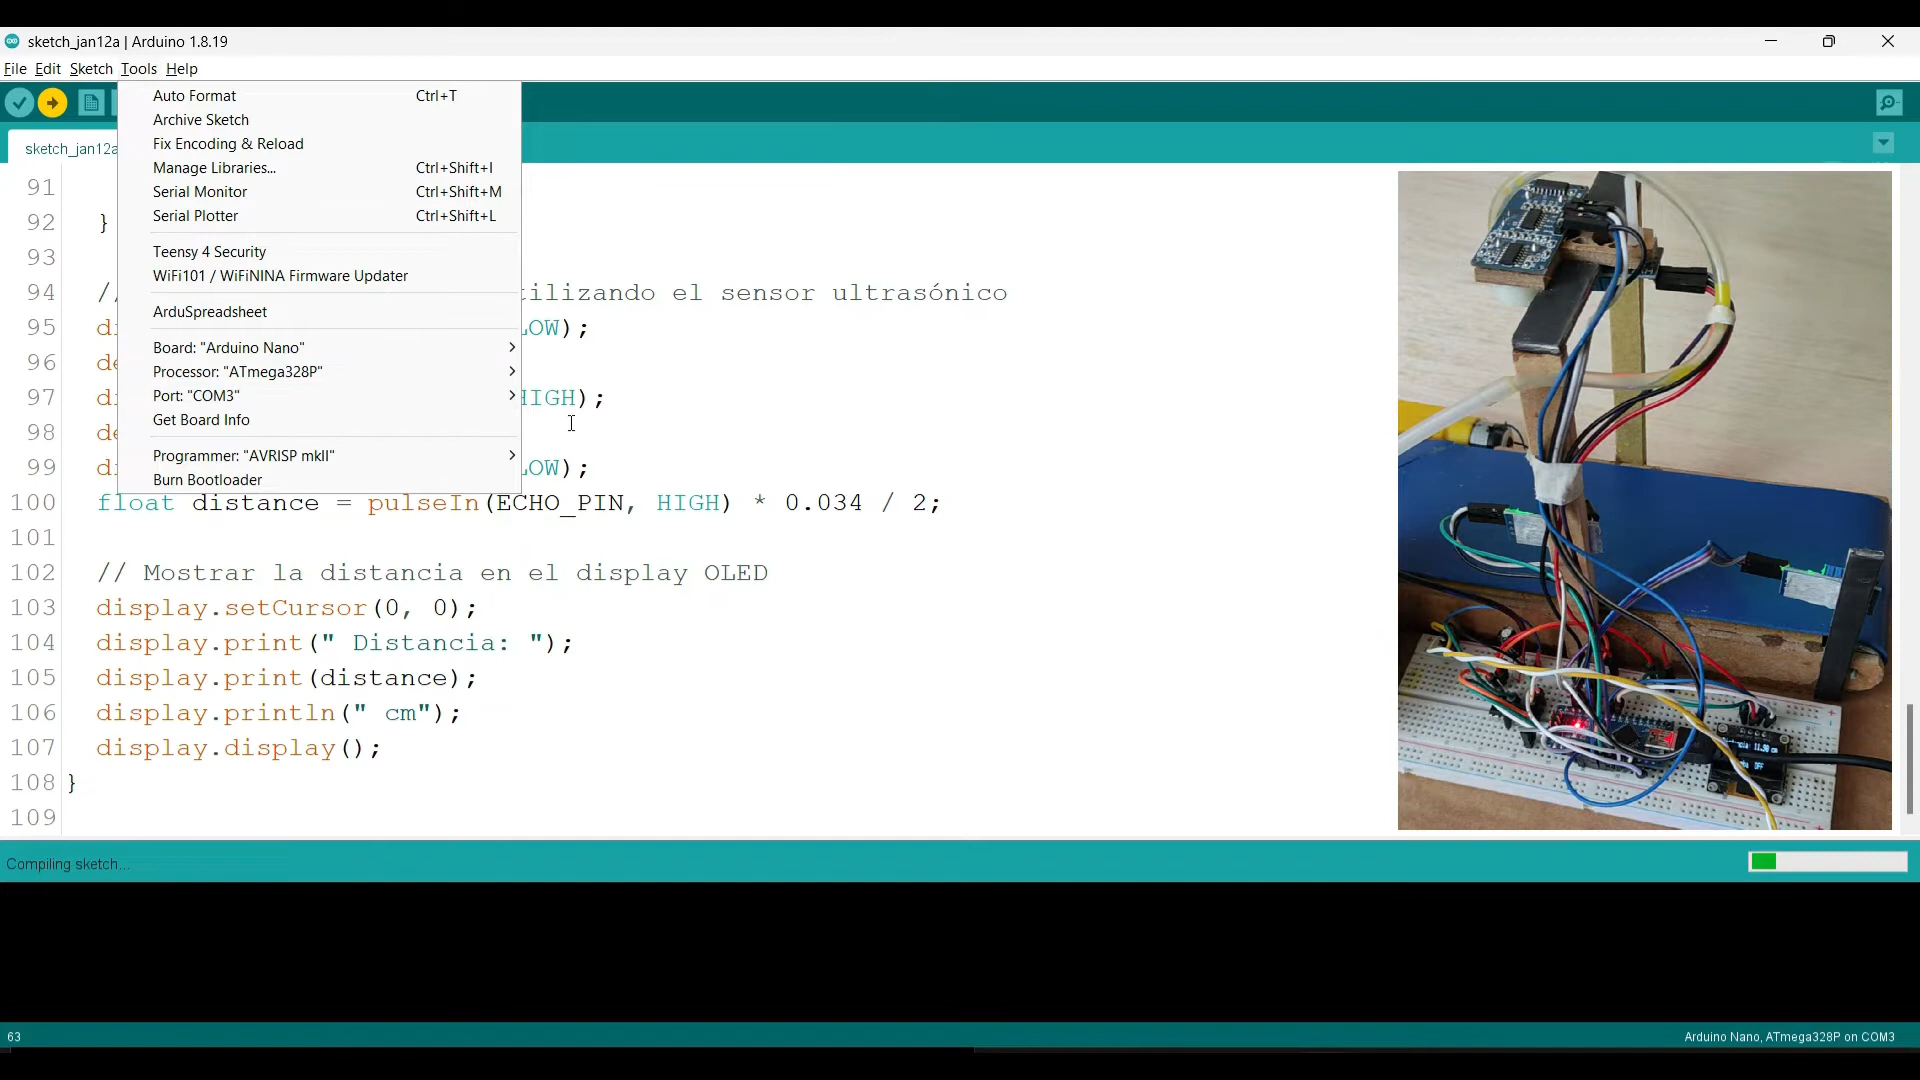 sketch_jan12a | Arduino 1.8.19
File Edit Sketch Tools Help
Auto Format Ctrl+T
Archive Sketch
Fix Encoding & Reload
Manage Libraries... Ctrl+Shift+I
Serial Monitor Ctrl+Shift+M
Serial Plotter Ctrl+Shift+L
Teensy 4 Security
WiFi101 / WiFiNINA Firmware Updater
ArduSpreadsheet
Board: "Arduino Nano"
Processor: "ATmega328P"
Port: "COM3"
Get Board Info
Programmer: "AVRISP mkII"
Burn Bootloader
sketch_jan12a
91
92 }
93
94 // tilizando el sensor ultrasónico
95 di LOW);
96 de
97 di HIGH);
98 de
99 di LOW);
100 float distance = pulseIn(ECHO_PIN, HIGH) * 0.034 / 2;
101
102 // Mostrar la distancia en el display OLED
103 display.setCursor(0, 0);
104 display.print(" Distancia: ");
105 display.print(distance);
106 display.println(" cm");
107 display.display();
108 }
109
Compiling sketch...
63
Arduino Nano, ATmega328P on COM3